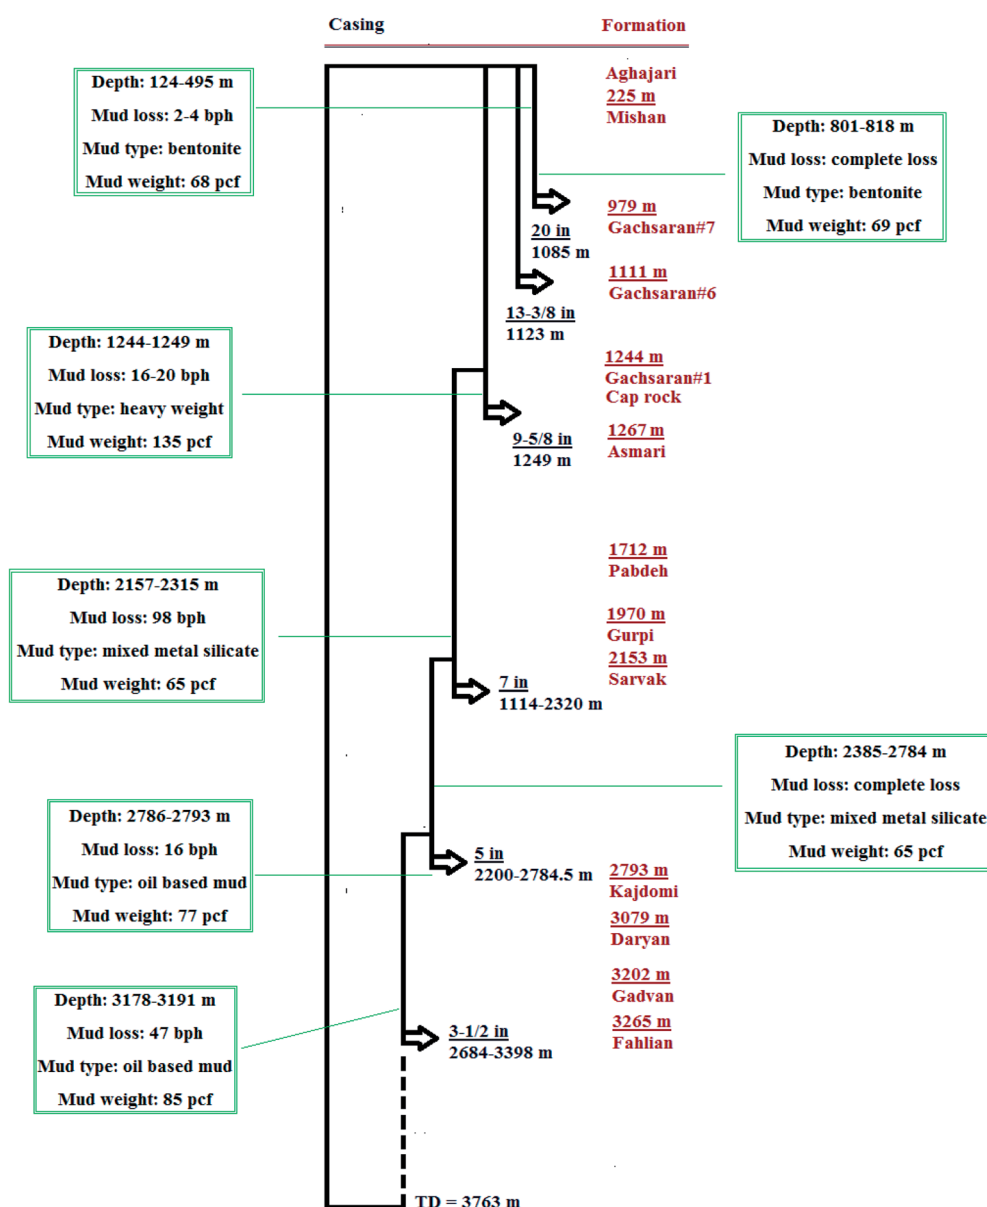 Casing
Formation
Aghajari
225 m
Mishan
Depth: 124-495 m
Mud loss: 2-4 bph
Mud type: bentonite
Mud weight: 68 pcf
Depth: 801-818 m
Mud loss: complete loss
Mud type: bentonite
Mud weight: 69 pcf
20 in
1085 m
979 m
Gachsaran#7
13-3/8 in
1123 m
1111 m
Gachsaran#6
Depth: 1244-1249 m
Mud loss: 16-20 bph
Mud type: heavy weight
Mud weight: 135 pcf
1244 m
Gachsaran#1
Cap rock
9-5/8 in
1249 m
1267 m
Asmari
1712 m
Pabdeh
Depth: 2157-2315 m
Mud loss: 98 bph
Mud type: mixed metal silicate
Mud weight: 65 pcf
1970 m
Gurpi
2153 m
Sarvak
7 in
1114-2320 m
Depth: 2385-2784 m
Mud loss: complete loss
Mud type: mixed metal silicate
Mud weight: 65 pcf
Depth: 2786-2793 m
Mud loss: 16 bph
Mud type: oil based mud
Mud weight: 77 pcf
5 in
2200-2784.5 m
2793 m
Kajdomi
3079 m
Daryan
3202 m
Gadvan
3265 m
Fahlian
Depth: 3178-3191 m
Mud loss: 47 bph
Mud type: oil based mud
Mud weight: 85 pcf
3-1/2 in
2684-3398 m
TD = 3763 m